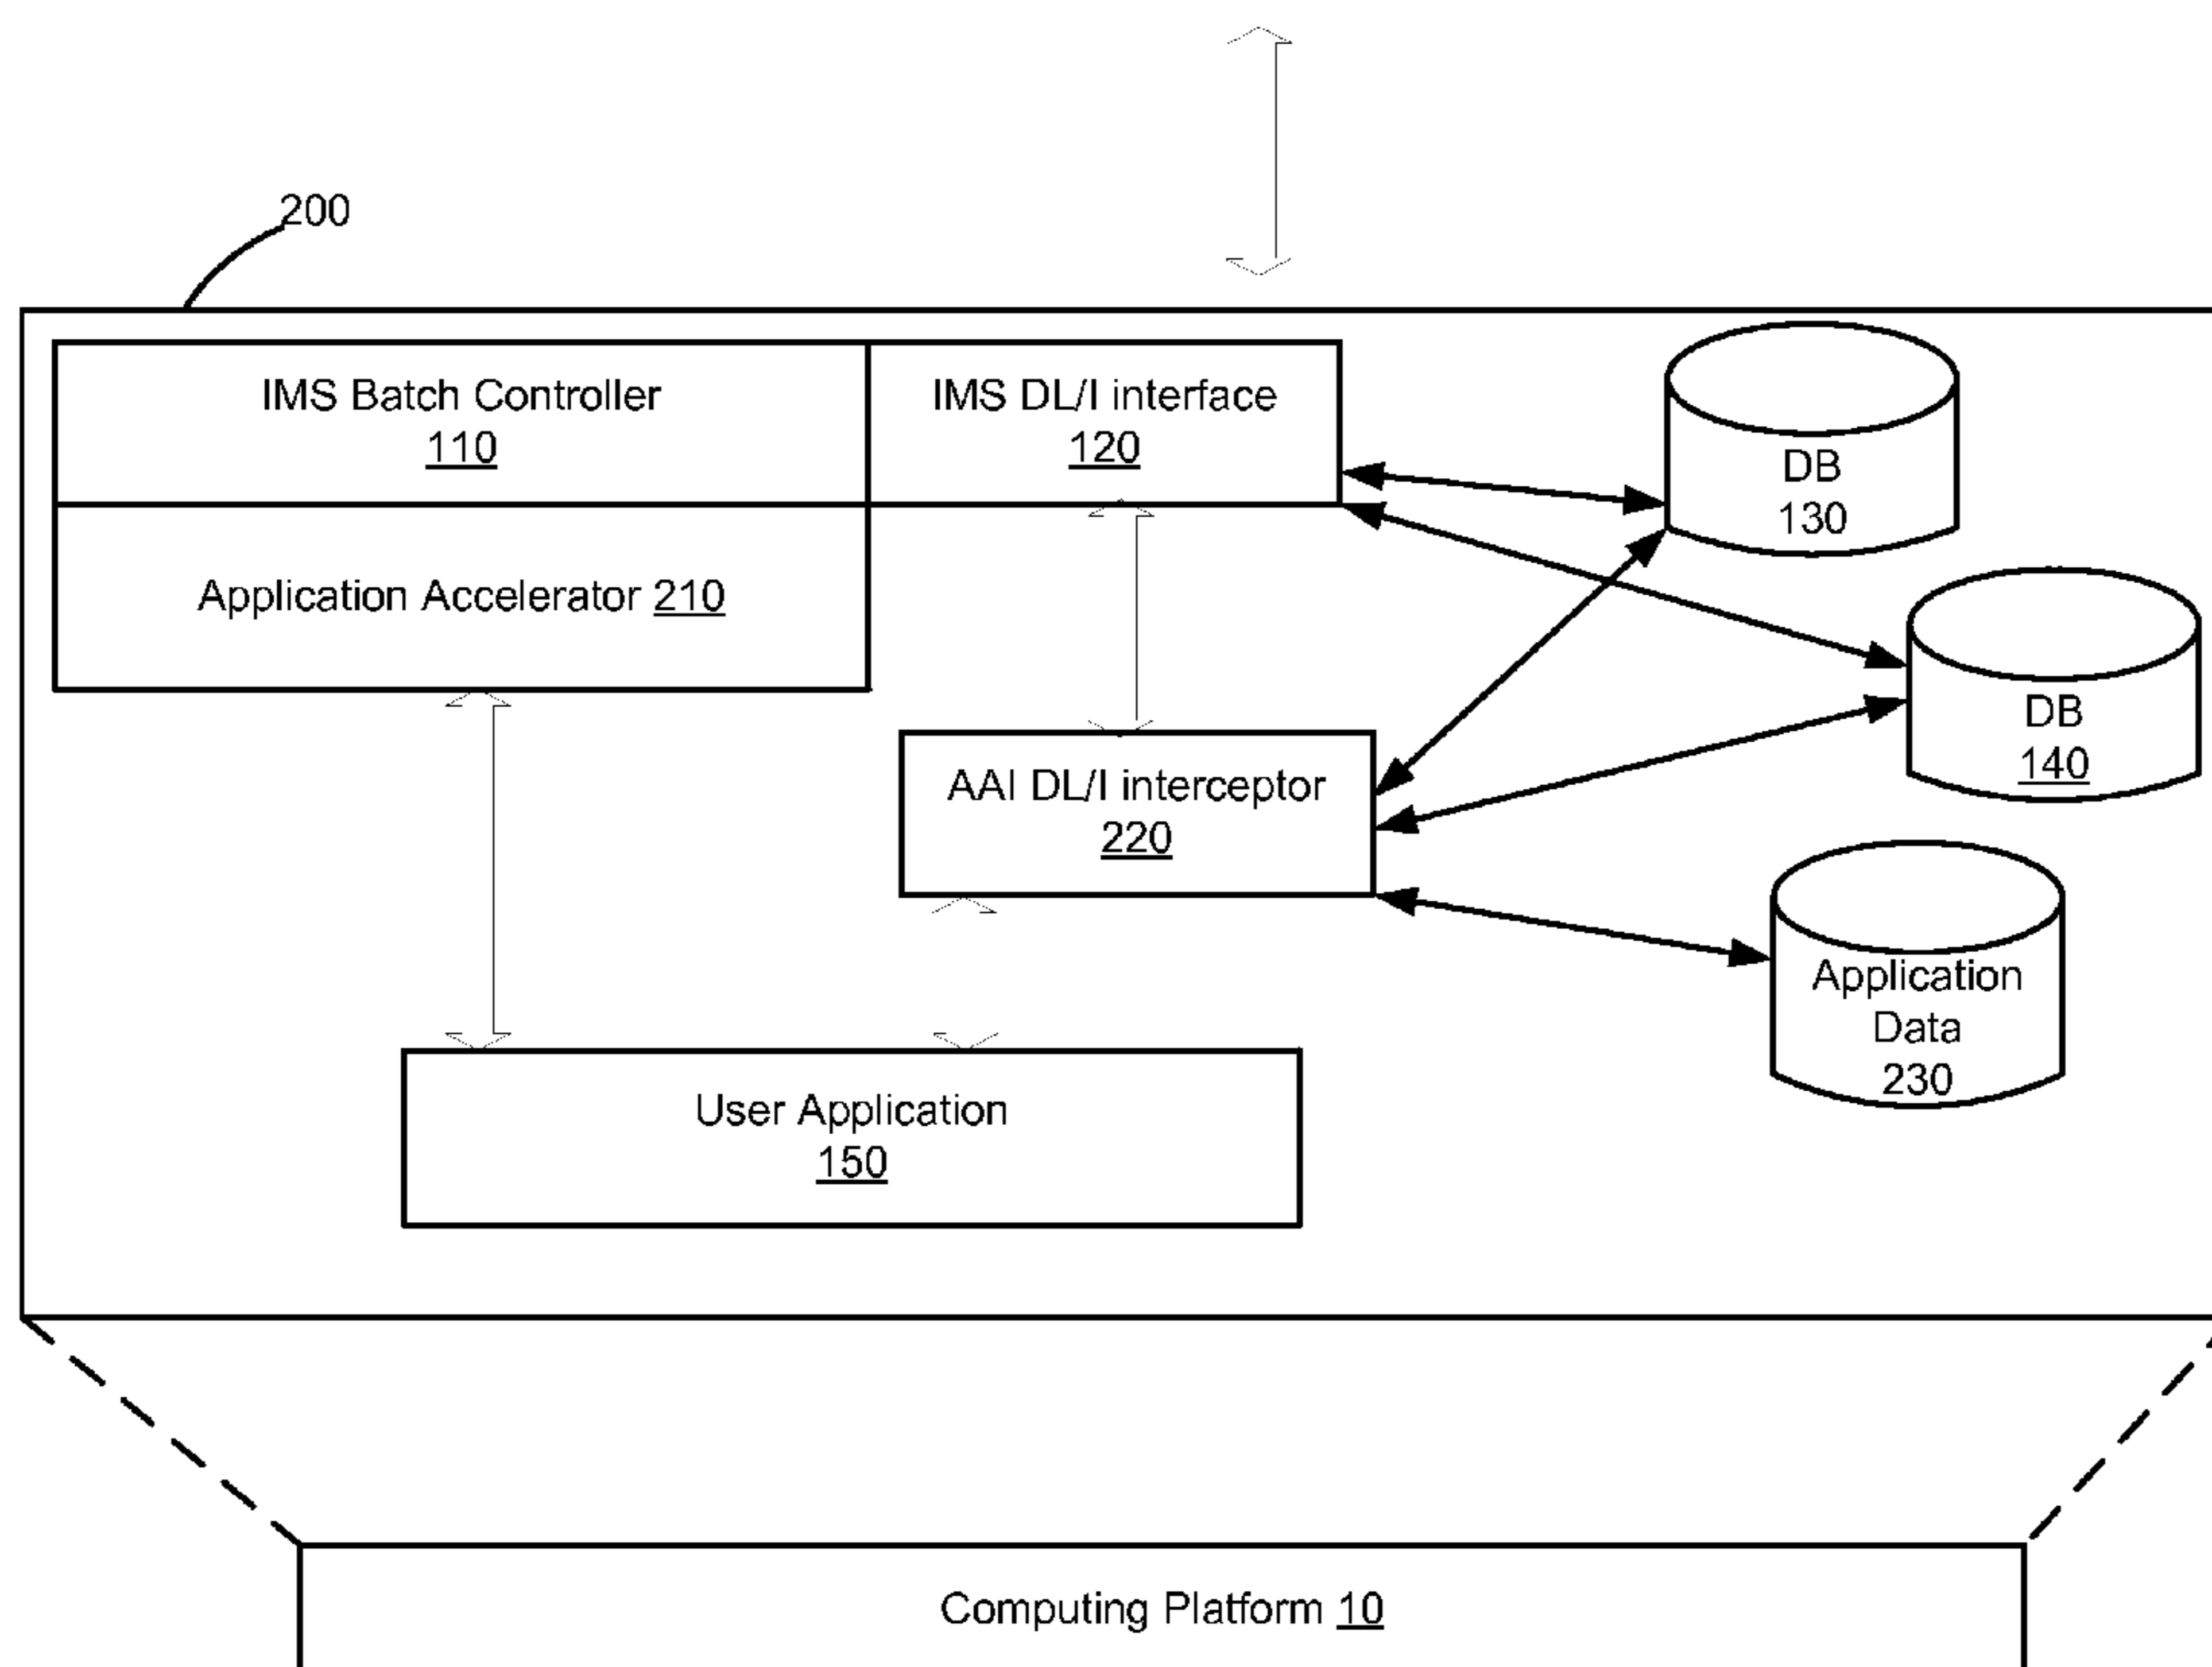 200
IMS Batch Controller
110
IMS DL/I interface
120
DB
130
Application Accelerator 210
DB
140
AAI DL/I interceptor
220
Application
Data
230
User Application
150
Computing Platform 10